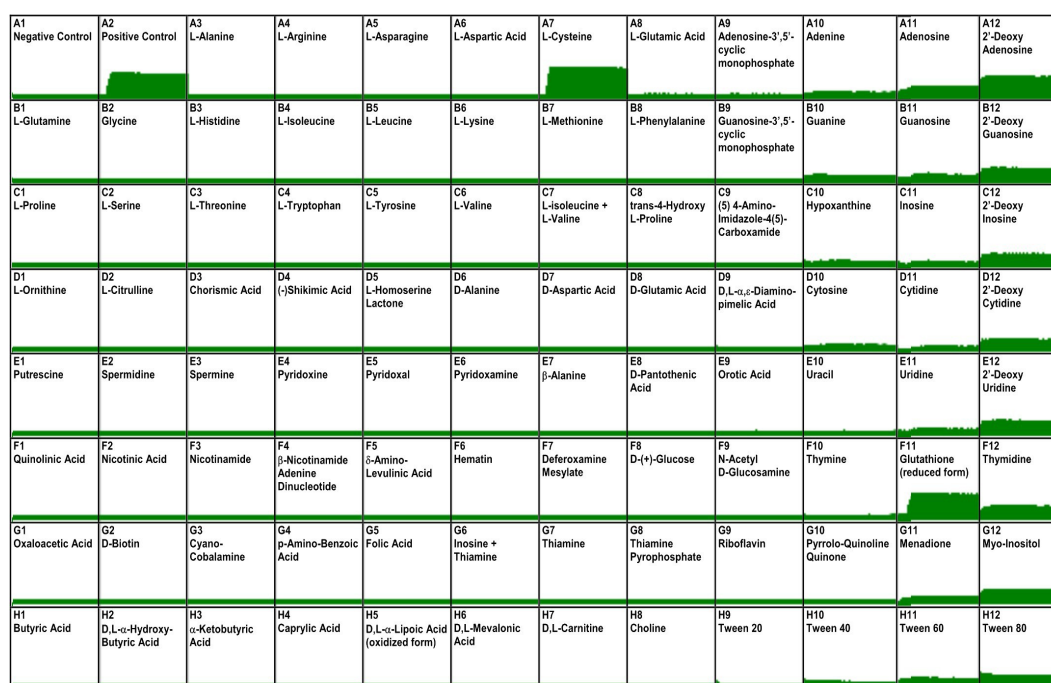 A1
Negative Control
A2
Positive Control
A3
L-Alanine
A4
L-Arginine
A5
L-Asparagine
A6
L-Aspartic Acid
A7
L-Cysteine
A8
L-Glutamic Acid
A9
Adenosine-3',5'-
cyclic
monophosphate
A10
Adenine
A11
Adenosine
A12
2'-Deoxy
Adenosine
B1
L-Glutamine
B2
Glycine
B3
L-Histidine
B4
L-Isoleucine
B5
L-Leucine
B6
L-Lysine
B7
L-Methionine
B8
L-Phenylalanine
B9
Guanosine-3',5'-
cyclic
monophosphate
B10
Guanine
B11
Guanosine
B12
2'-Deoxy
Guanosine
C1
L-Proline
C2
L-Serine
C3
L-Threonine
C4
L-Tryptophan
C5
L-Tyrosine
C6
L-Valine
C7
L-isoleucine +
L-Valine
C8
trans-4-Hydroxy
L-Proline
C9
(5) 4-Amino-
Imidazole-4(5)-
Carboxamide
C10
Hypoxanthine
C11
Inosine
C12
2'-Deoxy
Inosine
D1
L-Ornithine
D2
L-Citrulline
D3
Chorismic Acid
D4
(-)Shikimic Acid
D5
L-Homoserine
Lactone
D6
D-Alanine
D7
D-Aspartic Acid
D8
D-Glutamic Acid
D9
D,L-α,ε-Diamino-
pimelic Acid
D10
Cytosine
D11
Cytidine
D12
2'-Deoxy
Cytidine
E1
Putrescine
E2
Spermidine
E3
Spermine
E4
Pyridoxine
E5
Pyridoxal
E6
Pyridoxamine
E7
β-Alanine
E8
D-Pantothenic
Acid
E9
Orotic Acid
E10
Uracil
E11
Uridine
E12
2'-Deoxy
Uridine
F1
Quinolinic Acid
F2
Nicotinic Acid
F3
Nicotinamide
F4
β-Nicotinamide
Adenine
Dinucleotide
F5
δ-Amino-
Levulinic Acid
F6
Hematin
F7
Deferoxamine
Mesylate
F8
D-(+)-Glucose
F9
N-Acetyl
D-Glucosamine
F10
Thymine
F11
Glutathione
(reduced form)
F12
Thymidine
G1
Oxaloacetic Acid
G2
D-Biotin
G3
Cyano-
Cobalamine
G4
p-Amino-Benzoic
Acid
G5
Folic Acid
G6
Inosine +
Thiamine
G7
Thiamine
G8
Thiamine
Pyrophosphate
G9
Riboflavin
G10
Pyrrolo-Quinoline
Quinone
G11
Menadione
G12
Myo-Inositol
H1
Butyric Acid
H2
D,L-α-Hydroxy-
Butyric Acid
H3
α-Ketobutyric
Acid
H4
Caprylic Acid
H5
D,L-α-Lipoic Acid
(oxidized form)
H6
D,L-Mevalonic
Acid
H7
D,L-Carnitine
H8
Choline
H9
Tween 20
H10
Tween 40
H11
Tween 60
H12
Tween 80